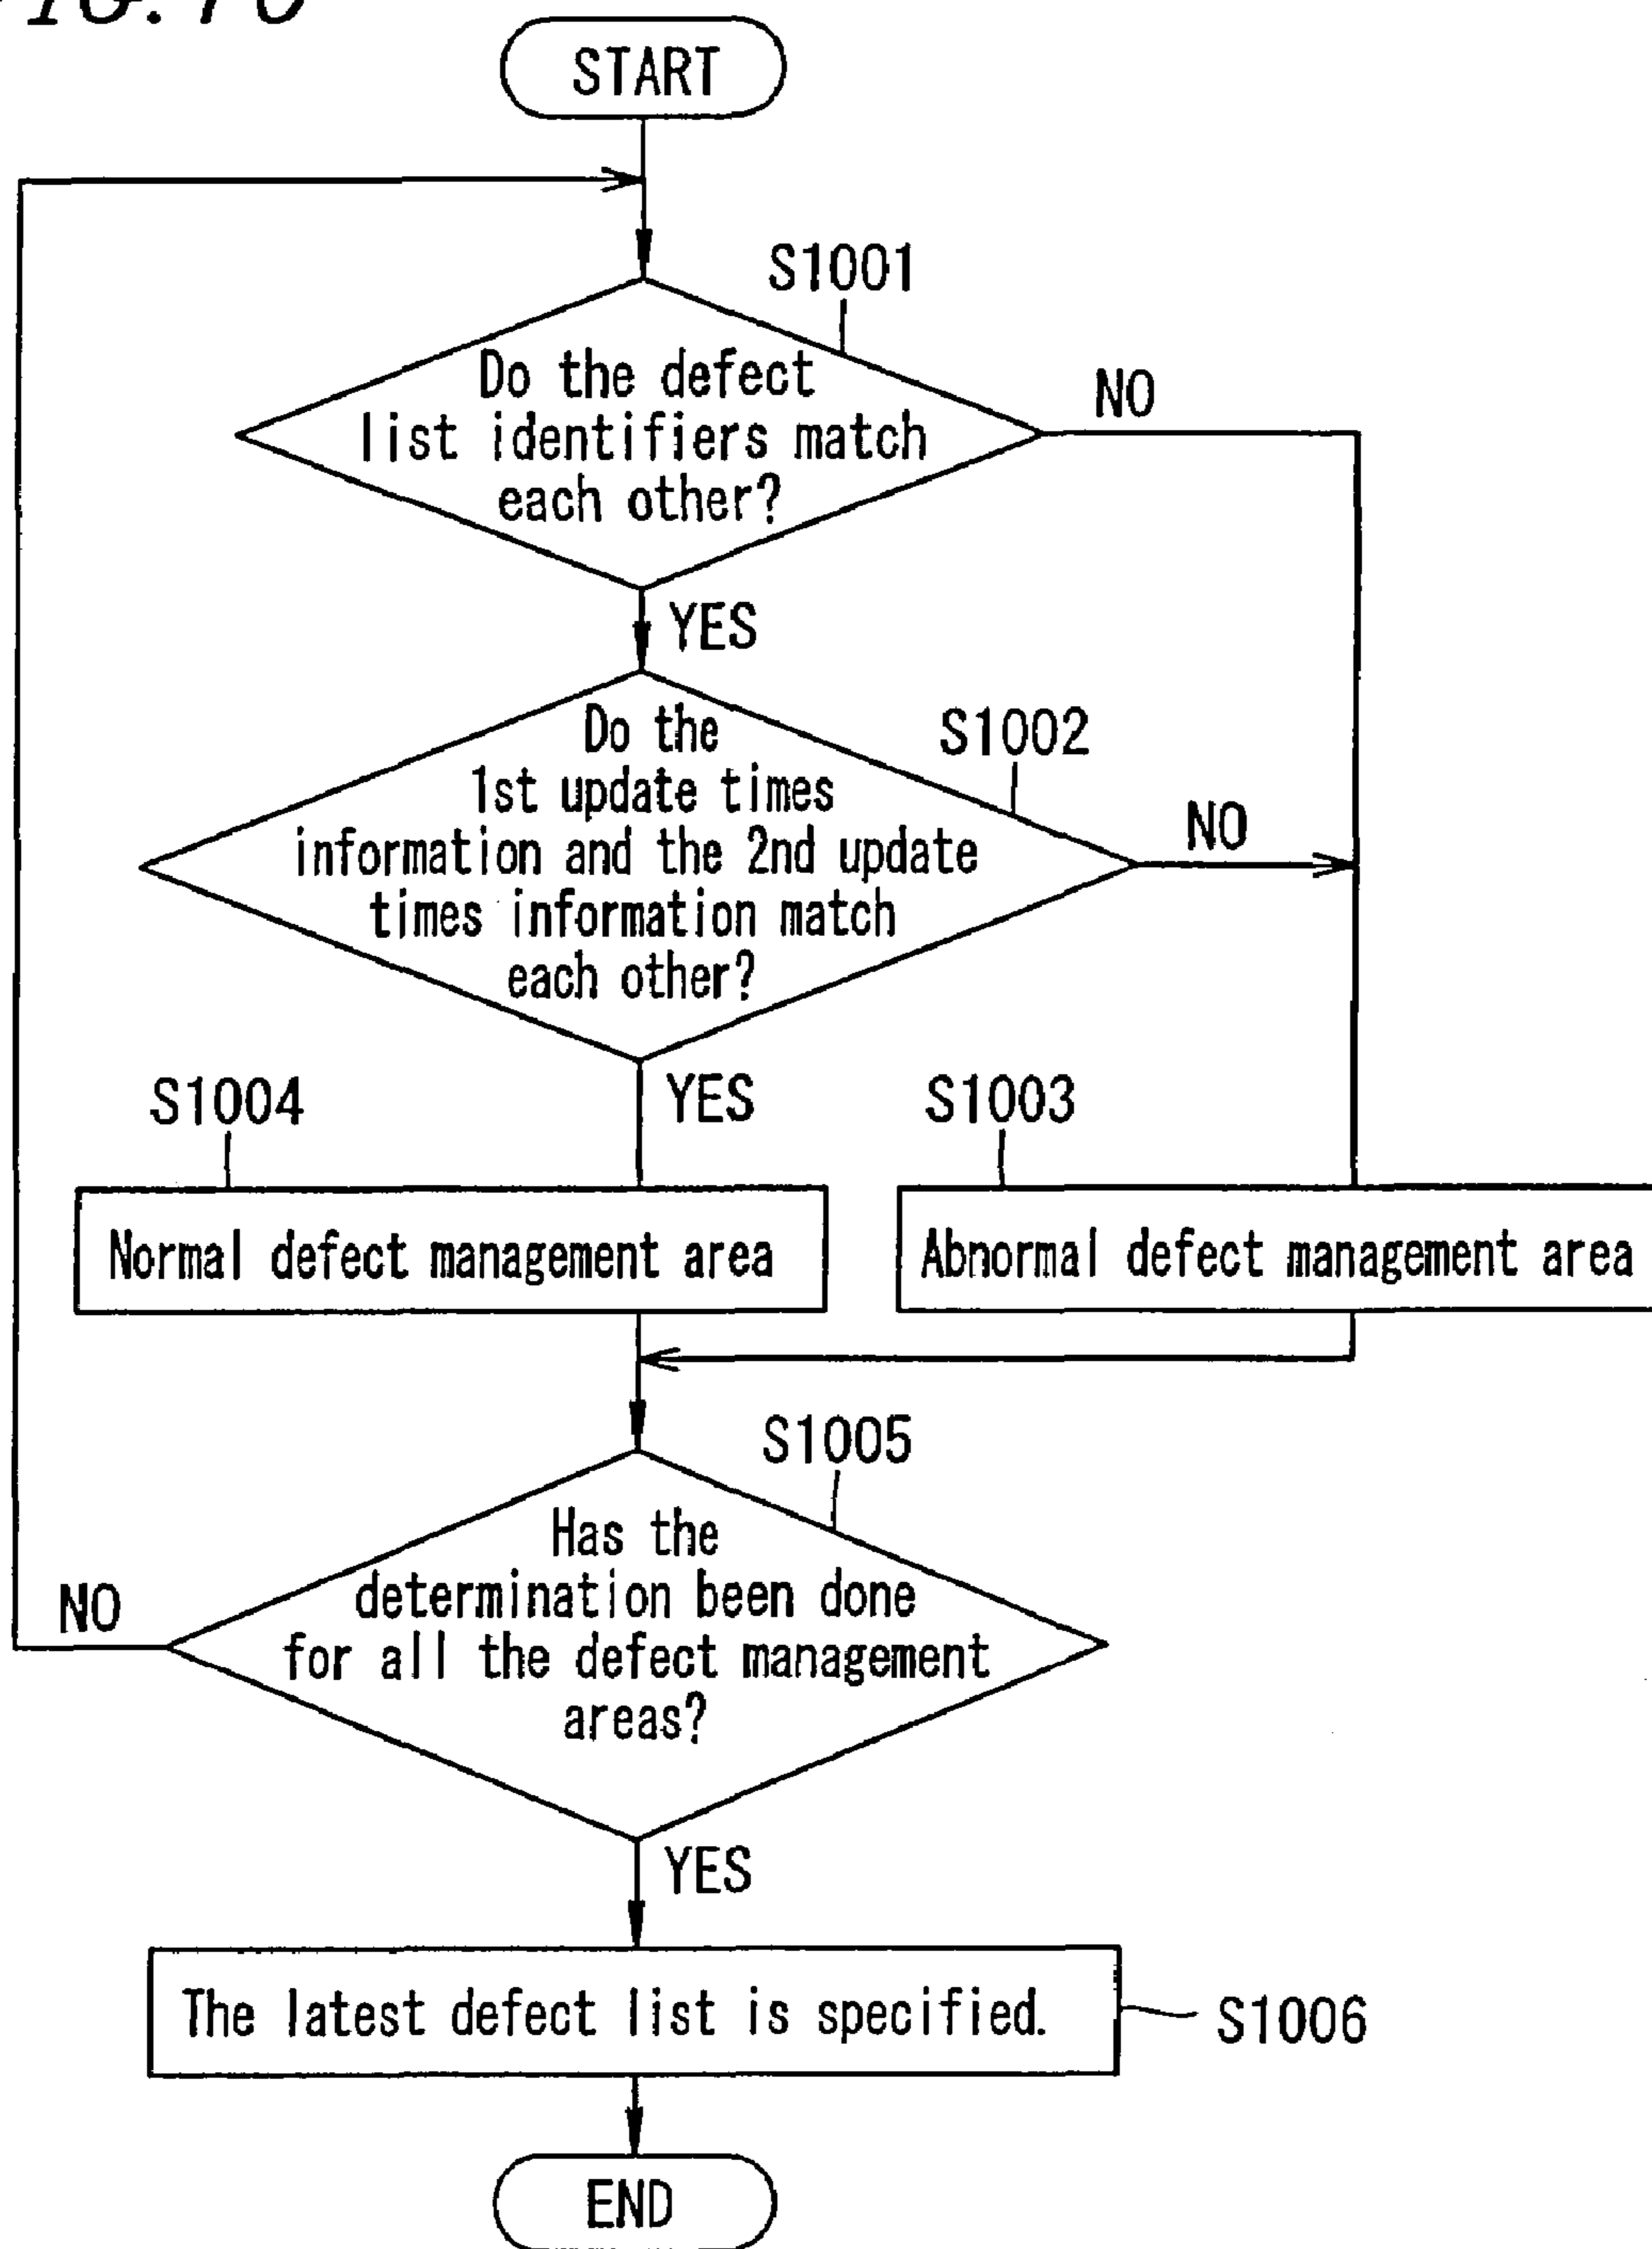 FIG. 10
START
S1001
Do the defect
list identifiers match
each other?
NO
YES
S1002
Do the
1st update times
information and the 2nd update
times information match
each other?
NO
YES
S1004
S1003
Normal defect management area
Abnormal defect management area
S1005
Has the
determination been done
for all the defect management
areas?
NO
YES
The latest defect list is specified.
S1006
END